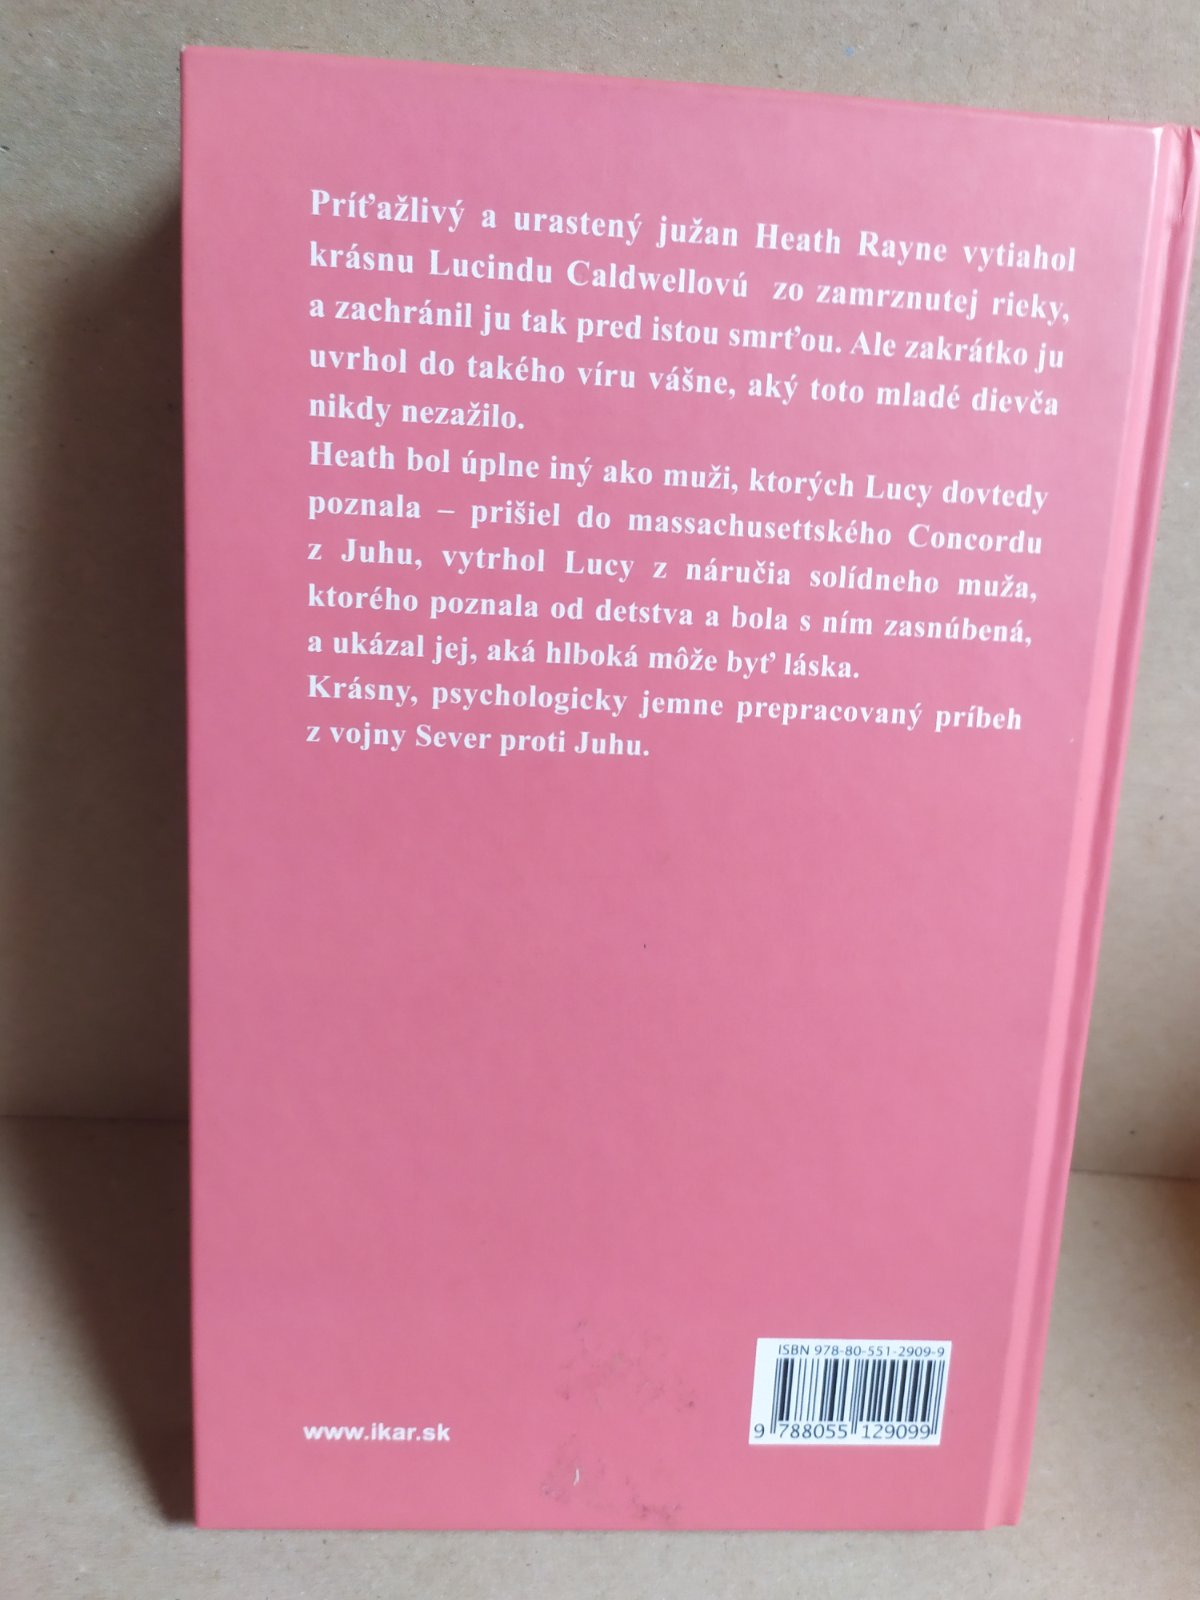 Príťažlivý a urastený južan Heath Rayne vytiahol
krásnu Lucindu Caldwellovú zo zamrznutej rieky,
a zachránil ju tak pred istou smrťou. Ale zakrátko ju
uvrhol do takého víru vášne, aký toto mladé dievča
nikdy nezažilo.
Heath bol úplne iný ako muži, ktorých Lucy dovtedy
poznala – prišiel do massachusettského Concordu
z Juhu, vytrhol Lucy z náručia solídneho muža,
ktorého poznala od detstva a bola s ním zasnúbená,
a ukázal jej, aká hlboká môže byť láska.
Krásny, psychologicky jemne prepracovaný príbeh
z vojny Sever proti Juhu.
ISBN 978-80-551-2909-9
9 788055 129099
www.ikar.sk